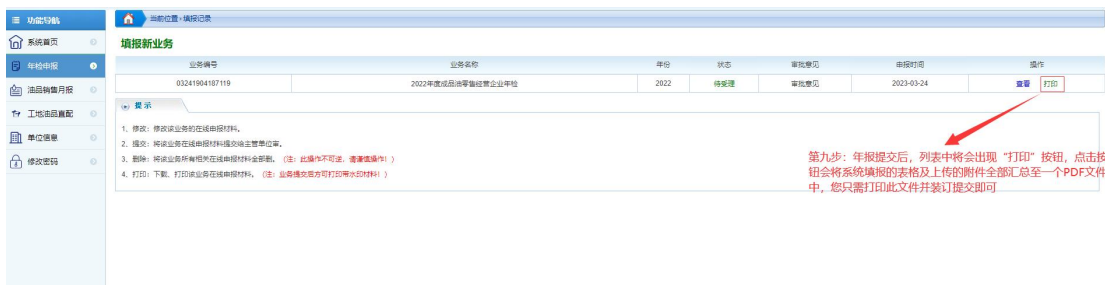 功能导航
当前位置>填报记录
系统首页
年检申报
油品销售月报
工地油品直配
单位信息
修改密码
填报新业务
业务编号 业务名称 年份 状态 审批意见 申报时间 操作
03241904187119 2022年度成品油零售经营企业年检 2022 待受理 审批意见 2023-03-24 查看 打印
提示
1、修改：修改该业务的在线申报材料。
2、提交：将该业务在线申报材料提交给主管单位审。
3、删除：将该业务所有相关在线申报材料全部删。（注：此操作不可逆，请谨慎操作！）
4、打印：下载、打印该业务在线申报材料。（注：业务提交后方可打印带水印材料！）
第九步：年报提交后，列表中将会出现“打印”按钮，点击按
钮会将系统填报的表格及上传的附件全部汇总至一个PDF文件
中，您只需打印此文件并装订提交即可